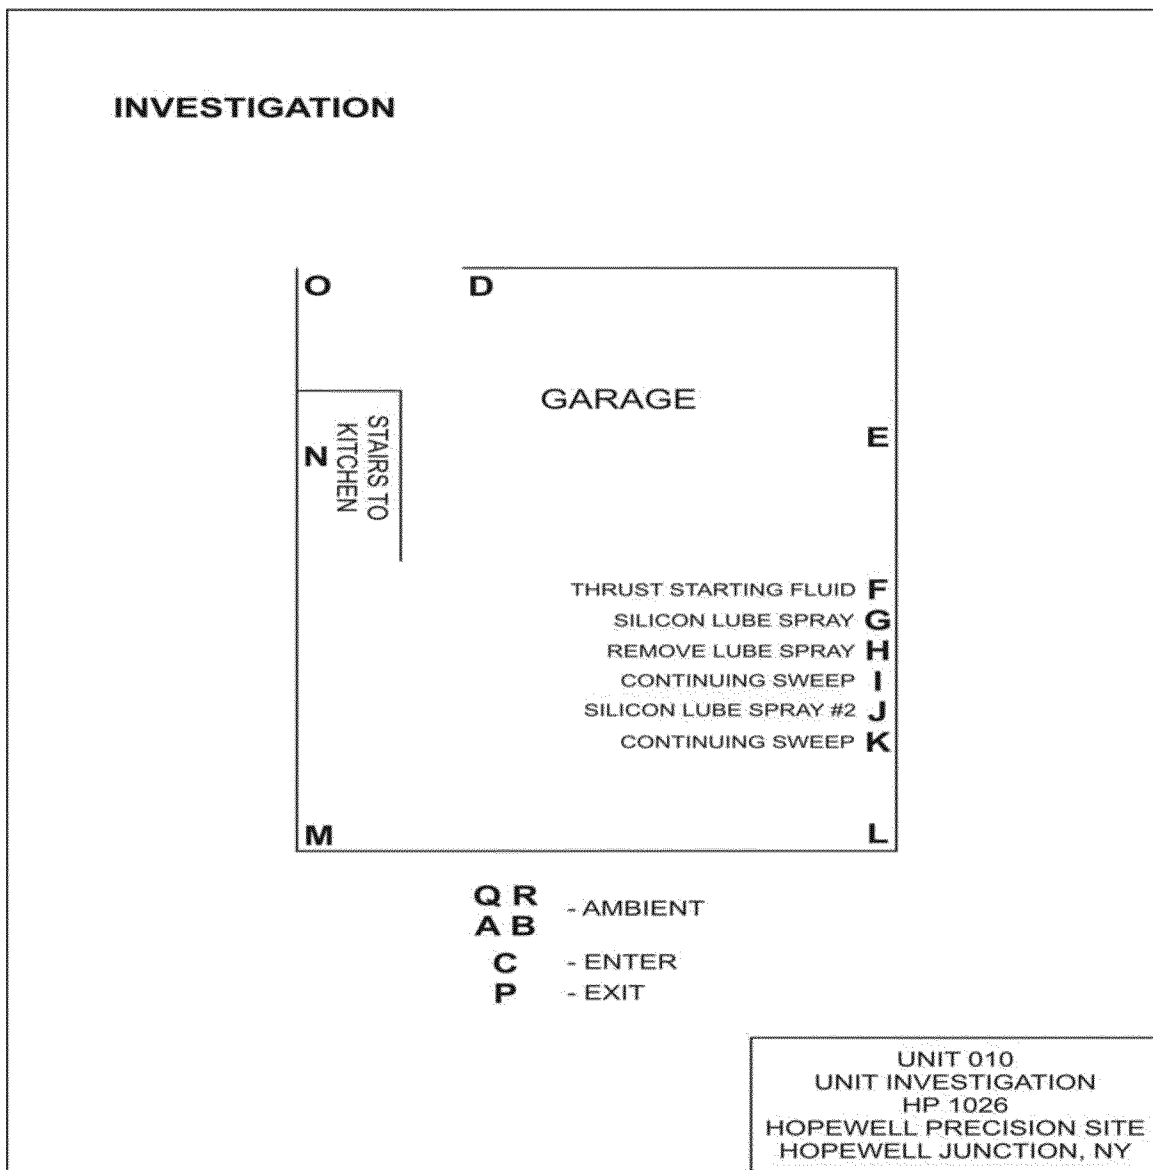 INVESTIGATION
O
D
GARAGE
E
N
STAIRS TO
KITCHEN
THRUST STARTING FLUID F
SILICON LUBE SPRAY G
REMOVE LUBE SPRAY H
CONTINUING SWEEP I
SILICON LUBE SPRAY #2 J
CONTINUING SWEEP K
M
L
Q R
A B
- AMBIENT
C - ENTER
P - EXIT
UNIT 010
UNIT INVESTIGATION
HP 1026
HOPEWELL PRECISION SITE
HOPEWELL JUNCTION, NY